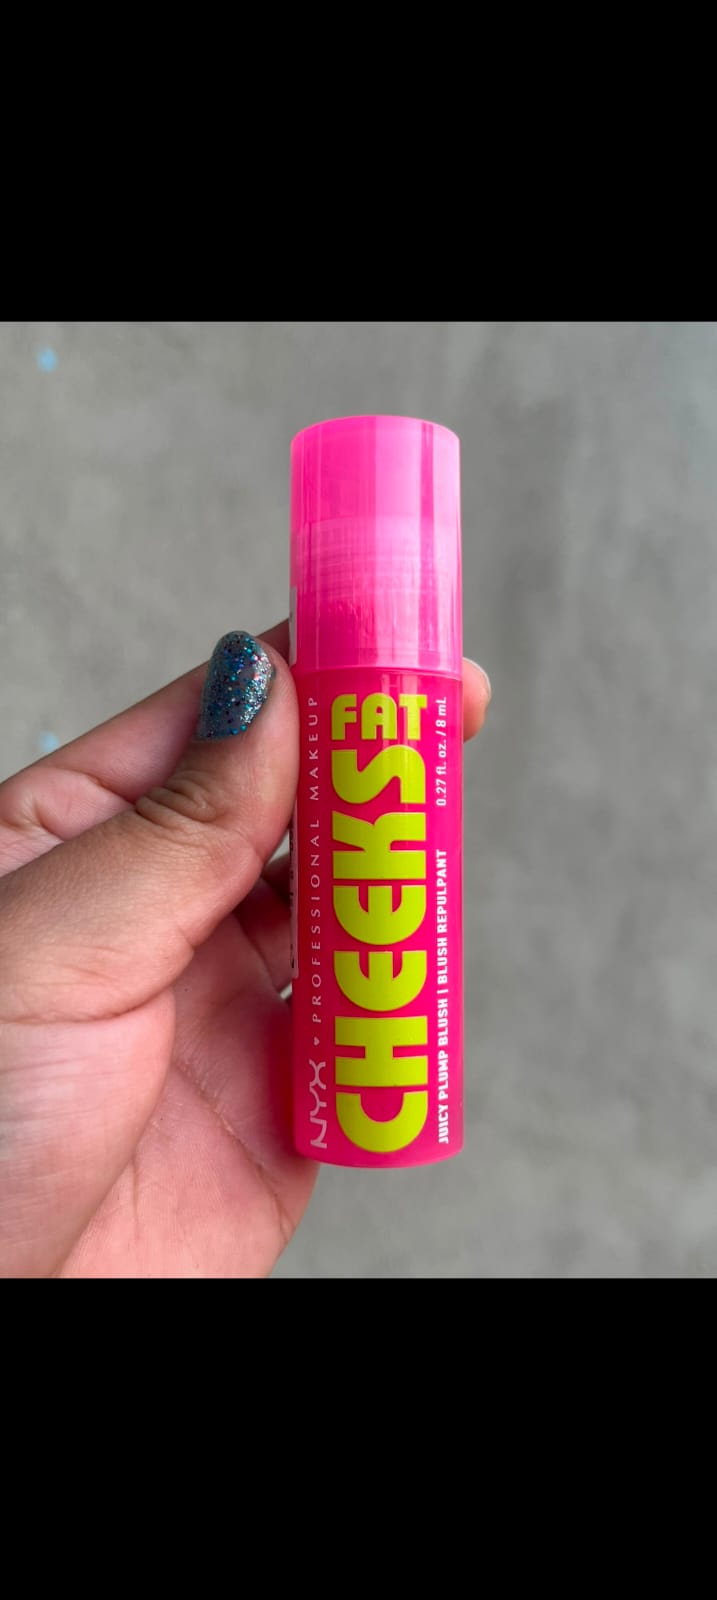 NYX ♥ PROFESSIONAL MAKEUP
FAT
CHEEKS
JUICY PLUMP BLUSH | BLUSH REPULPANT 0.27 fl. oz. / 8 mL